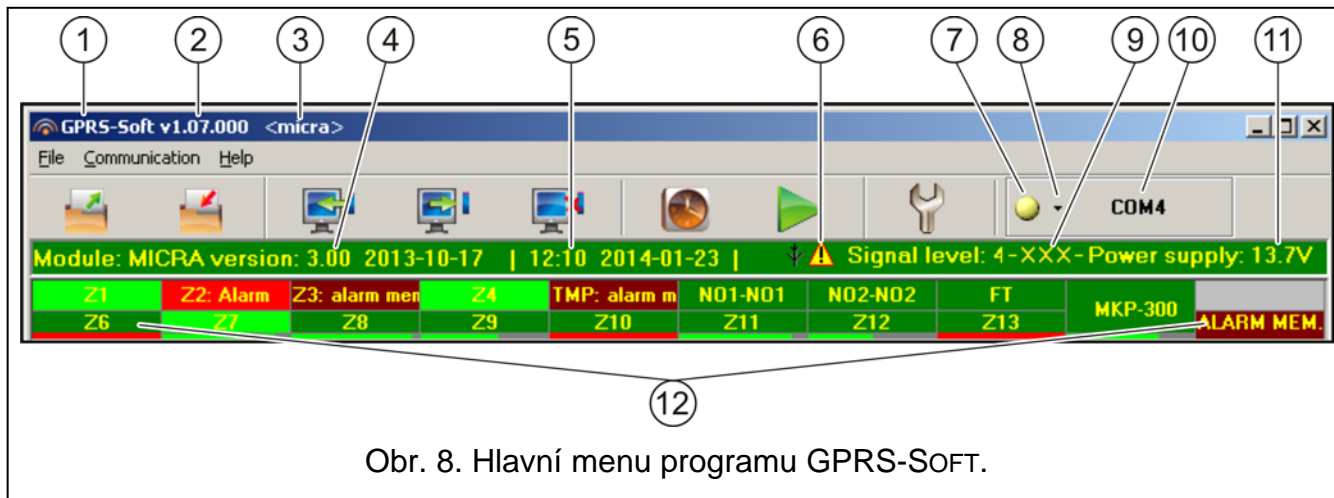 1 2 3 4 5 6 7 8 9 10 11
GPRS-Soft v1.07.000 <micra>
File Communication Help
COM4
Module: MICRA version: 3.00 2013-10-17 | 12:10 2014-01-23 | Signal level: 4-XXX- Power supply: 13.7V
Z1 Z2: Alarm Z3: alarm men Z4 TMP: alarm m NO1-NO1 NO2-NO2 FT MKP-300
Z6 Z7 Z8 Z9 Z10 Z11 Z12 Z13 ALARM MEM.
12
Obr. 8. Hlavní menu programu GPRS-SOFT.